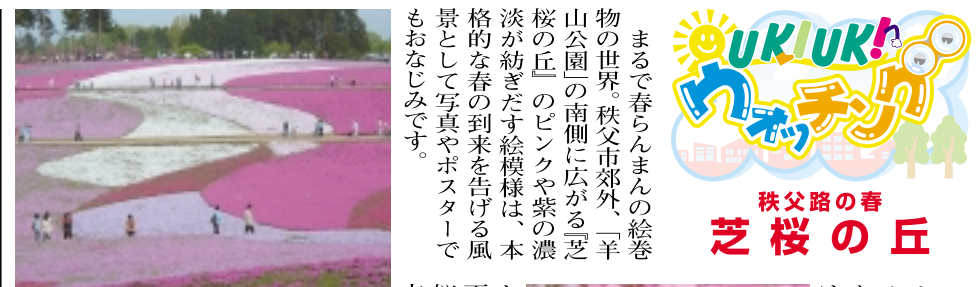 UKIUK!
ウオッチング
秩父路の春
芝桜の丘
まるで春らんまんの絵巻
物の世界。秩父市郊外、「羊
山公園」の南側に広がる『芝
桜の丘』のピンクや紫の濃
淡が紡ぎだす絵模様は、本
格的な春の到来を告げる風
景として写真やポスターで
もおなじみです。